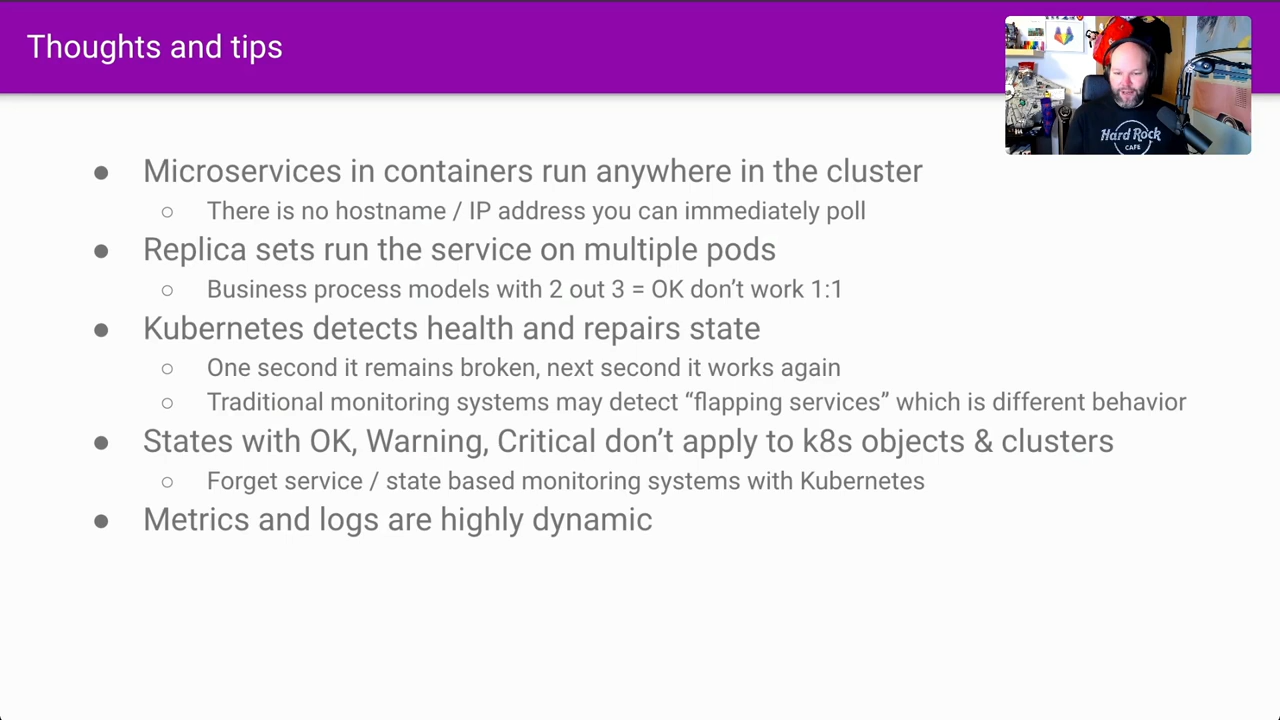 Thoughts and tips
Hard Rock
CAFE
● Microservices in containers run anywhere in the cluster
○ There is no hostname / IP address you can immediately poll
● Replica sets run the service on multiple pods
○ Business process models with 2 out 3 = OK don’t work 1:1
● Kubernetes detects health and repairs state
○ One second it remains broken, next second it works again
○ Traditional monitoring systems may detect “flapping services” which is different behavior
● States with OK, Warning, Critical don’t apply to k8s objects & clusters
○ Forget service / state based monitoring systems with Kubernetes
● Metrics and logs are highly dynamic